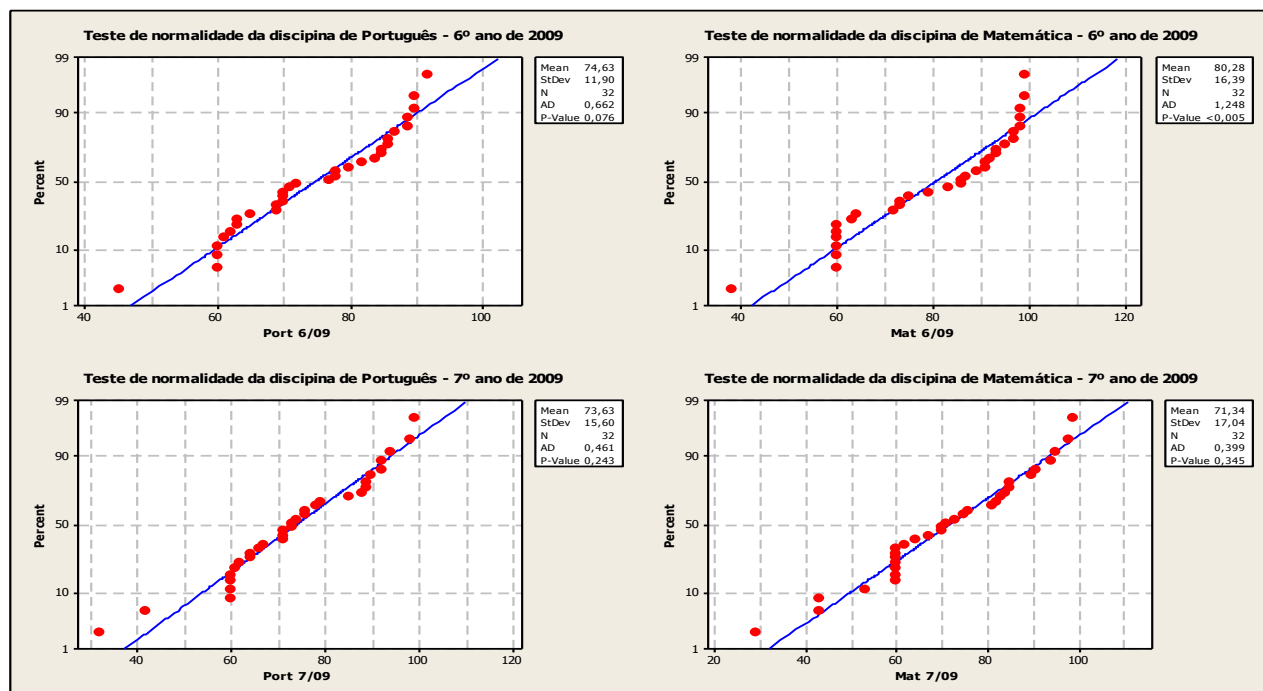 Teste de normalidade da discipina de Português - 6º ano de 2009
99
90
50
10
1
Percent
40 60 80 100
Port 6/09
Mean 74,63
StDev 11,90
N 32
AD 0,662
P-Value 0,076
Teste de normalidade da discipina de Matemática - 6º ano de 2009
99
90
50
10
1
Percent
40 60 80 100 120
Mat 6/09
Mean 80,28
StDev 16,39
N 32
AD 1,248
P-Value <0,005
Teste de normalidade da discipina de Português - 7º ano de 2009
99
90
50
10
1
Percent
40 60 80 100 120
Port 7/09
Mean 73,63
StDev 15,60
N 32
AD 0,461
P-Value 0,243
Teste de normalidade da discipina de Matemática - 7º ano de 2009
99
90
50
10
1
Percent
20 40 60 80 100
Mat 7/09
Mean 71,34
StDev 17,04
N 32
AD 0,399
P-Value 0,345